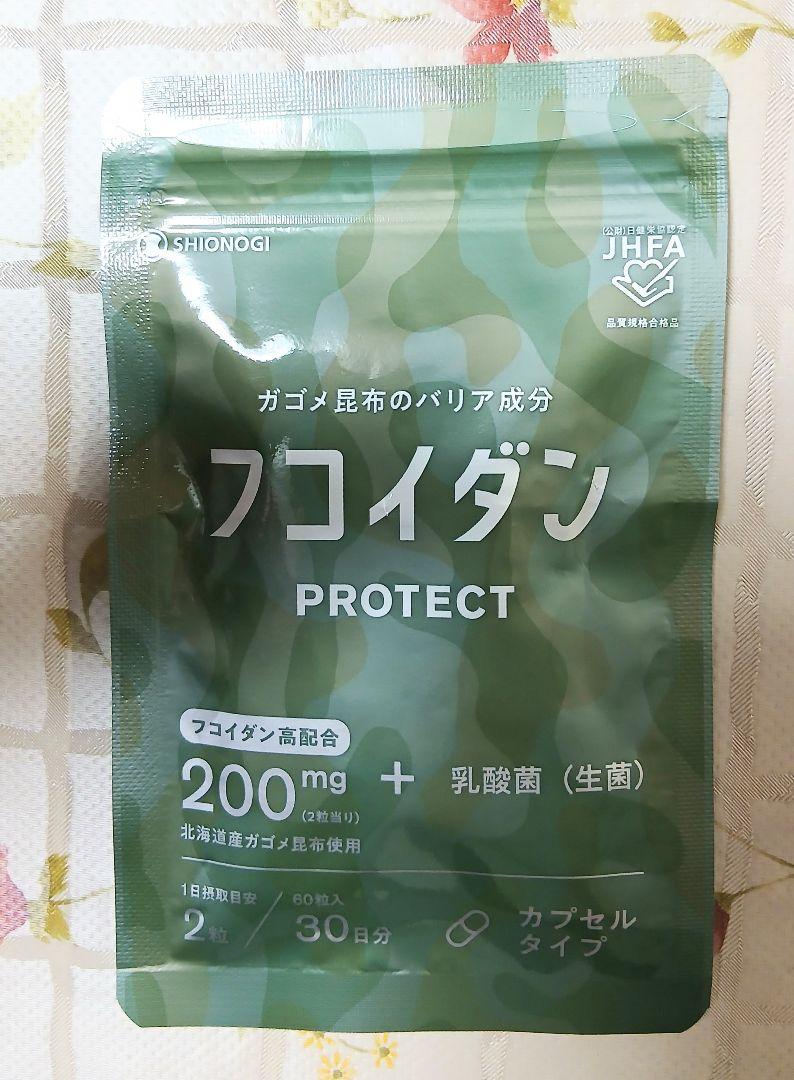 SHIONOGI
(公財)日健栄協認定
JHFA
品質規格合格品
ガゴメ昆布のバリア成分
フコイダン
PROTECT
フコイダン高配合
200mg(2粒当り) + 乳酸菌(生菌)
北海道産ガゴメ昆布使用
1日摂取目安 / 60粒入
2粒 / 30日分
カプセル
タイプ